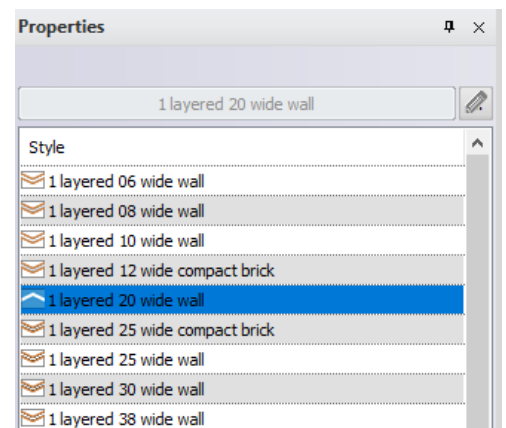 Properties
1 layered 20 wide wall
Style
1 layered 06 wide wall
1 layered 08 wide wall
1 layered 10 wide wall
1 layered 12 wide compact brick
1 layered 20 wide wall
1 layered 25 wide compact brick
1 layered 25 wide wall
1 layered 30 wide wall
1 layered 38 wide wall